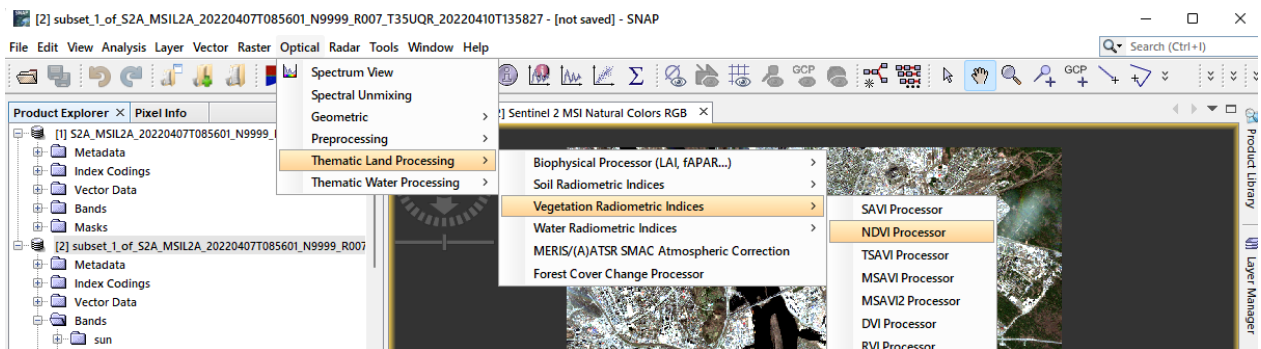 [2] subset_1_of_S2A_MSIL2A_20220407T085601_N9999_R007_T35UQR_20220410T135827 - [not saved] - SNAP
File Edit View Analysis Layer Vector Raster Optical Radar Tools Window Help
Search (Ctrl+I)
Spectrum View
Spectral Unmixing
Geometric
Preprocessing
Thematic Land Processing
Thematic Water Processing
GCP
GCP
Product Explorer
Pixel Info
] Sentinel 2 MSI Natural Colors RGB
[1] S2A_MSIL2A_20220407T085601_N9999_
Metadata
Index Codings
Vector Data
Bands
Masks
[2] subset_1_of_S2A_MSIL2A_20220407T085601_N9999_R007
Metadata
Index Codings
Vector Data
Bands
sun
Biophysical Processor (LAI, fAPAR...)
Soil Radiometric Indices
Vegetation Radiometric Indices
Water Radiometric Indices
MERIS/(A)ATSR SMAC Atmospheric Correction
Forest Cover Change Processor
SAVI Processor
NDVI Processor
TSAVI Processor
MSAVI Processor
MSAVI2 Processor
DVI Processor
RVI Processor
Product Library
Layer Manager